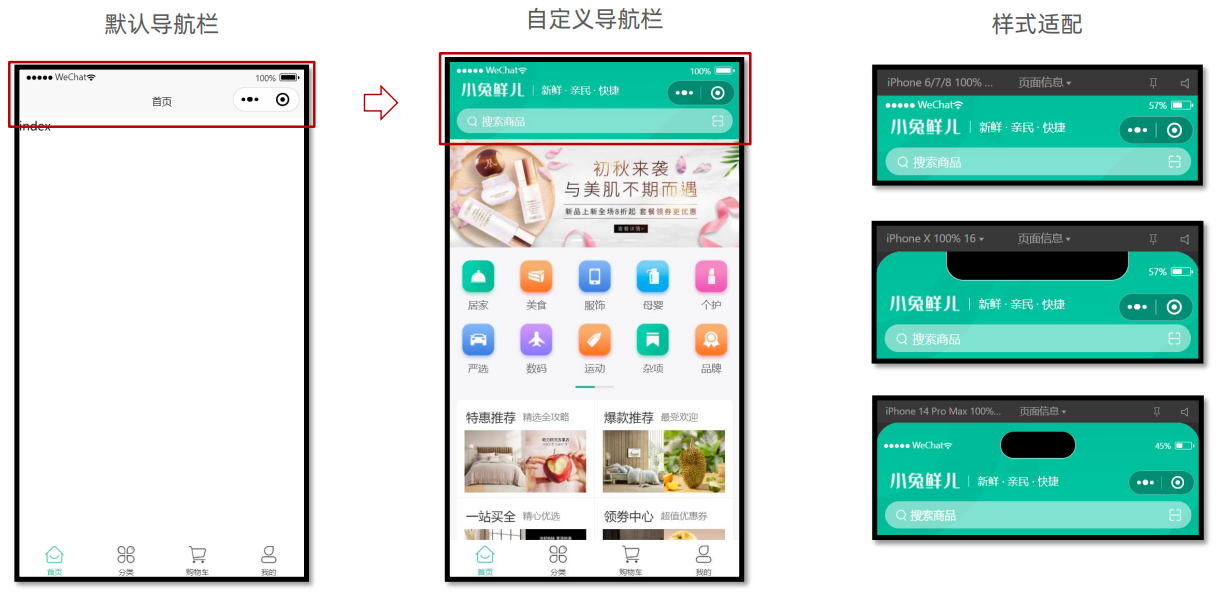 默认导航栏
自定义导航栏
样式适配
WeChat
100%
首页
index
首页
分类
购物车
我的
WeChat
100%
小兔鲜儿 | 新鲜·亲民·快捷
搜索商品
初秋来袭
与美肌不期而遇
新品上新全场8折起 套餐领券更优惠
查看详情
居家
美食
服饰
母婴
个护
严选
数码
运动
杂项
品牌
特惠推荐 精选全攻略
爆款推荐 最受欢迎
一站买全 精心优选
领券中心 超值优惠券
首页
分类
购物车
我的
iPhone 6/7/8 100% ... 页面信息
WeChat
57%
小兔鲜儿 | 新鲜·亲民·快捷
搜索商品
iPhone X 100% 16 页面信息
57%
小兔鲜儿 | 新鲜·亲民·快捷
搜索商品
iPhone 14 Pro Max 100%... 页面信息
WeChat
45%
小兔鲜儿 | 新鲜·亲民·快捷
搜索商品